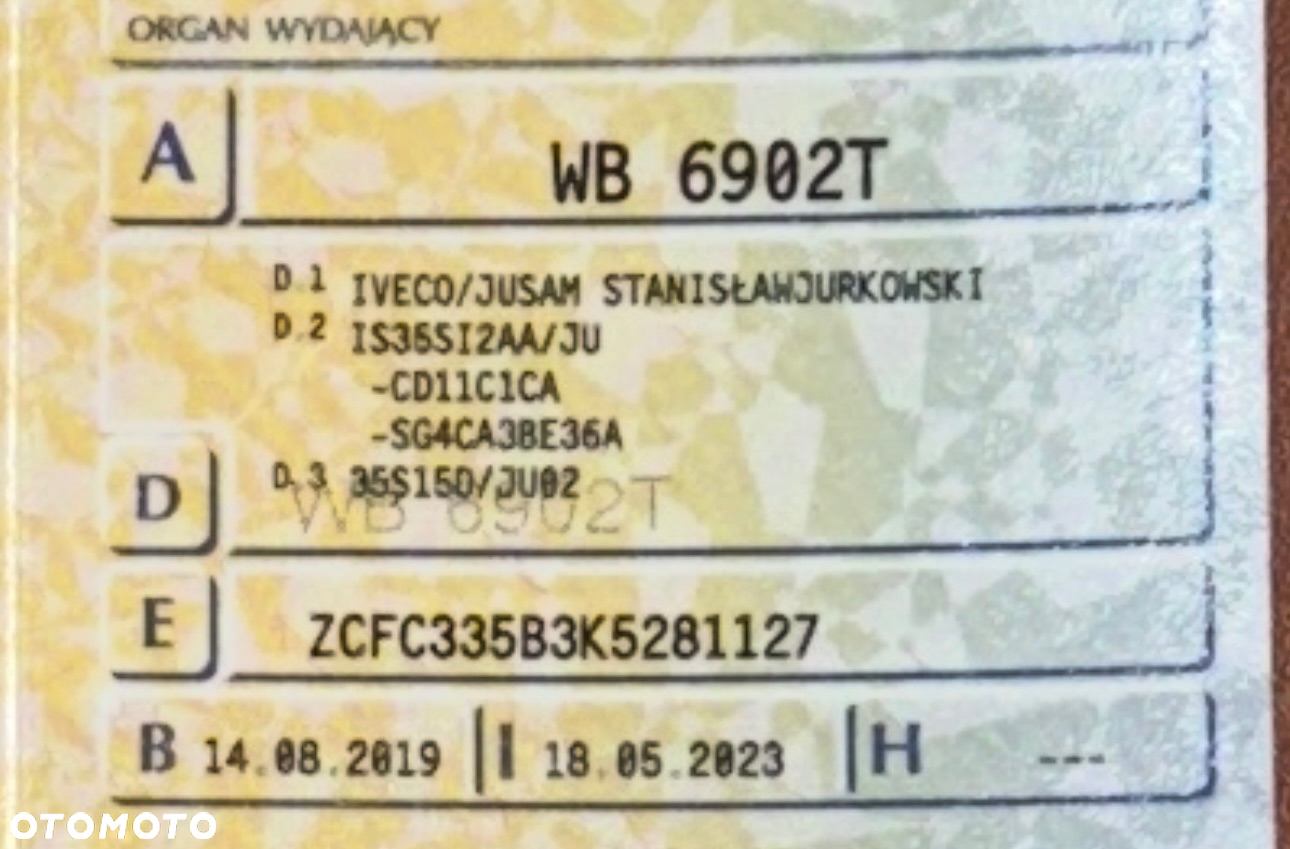 ORGAN WYDAJĄCY
A WB 6902T
D.1 IVECO/JUSAM STANISŁAWJURKOWSKI
D.2 IS35SI2AA/JU
-CD11C1CA
-SG4CA3BE36A
D D.3 35S15D/JU02
WB 6902T
E ZCFC335B3K5281127
B 14.08.2019 I 18.05.2023 H ---
OTOMOTO